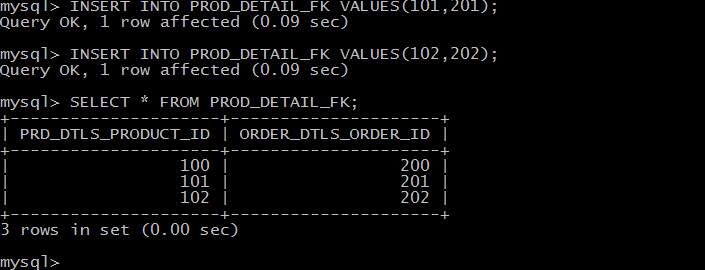 mysql> INSERT INTO PROD_DETAIL_FK VALUES(101,201);
Query OK, 1 row affected (0.09 sec)
mysql> INSERT INTO PROD_DETAIL_FK VALUES(102,202);
Query OK, 1 row affected (0.09 sec)
mysql> SELECT * FROM PROD_DETAIL_FK;
+---------------------+---------------------+
| PRD_DTLS_PRODUCT_ID | ORDER_DTLS_ORDER_ID |
+---------------------+---------------------+
|                 100 |                 200 |
|                 101 |                 201 |
|                 102 |                 202 |
+---------------------+---------------------+
3 rows in set (0.00 sec)
mysql>